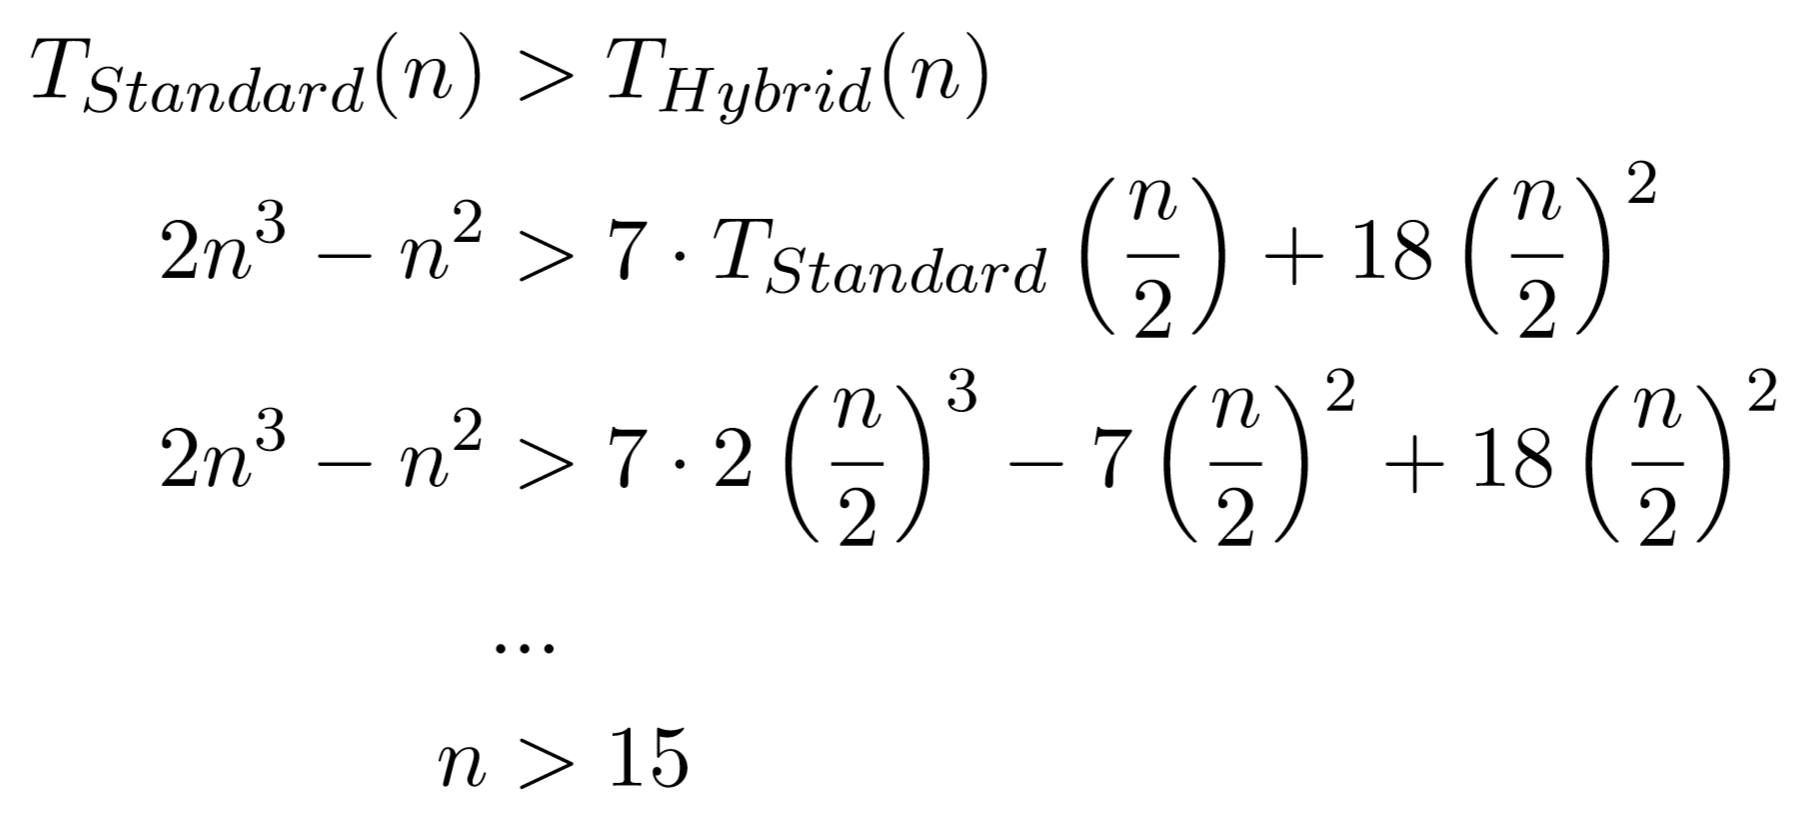 T_{Standard}(n) > T_{Hybrid}(n)
2n^3 − n^2 > 7 · T_{Standard} (n/2) + 18 (n/2)^2
2n^3 − n^2 > 7 · 2 (n/2)^3 − 7 (n/2)^2 + 18 (n/2)^2
...
n > 15